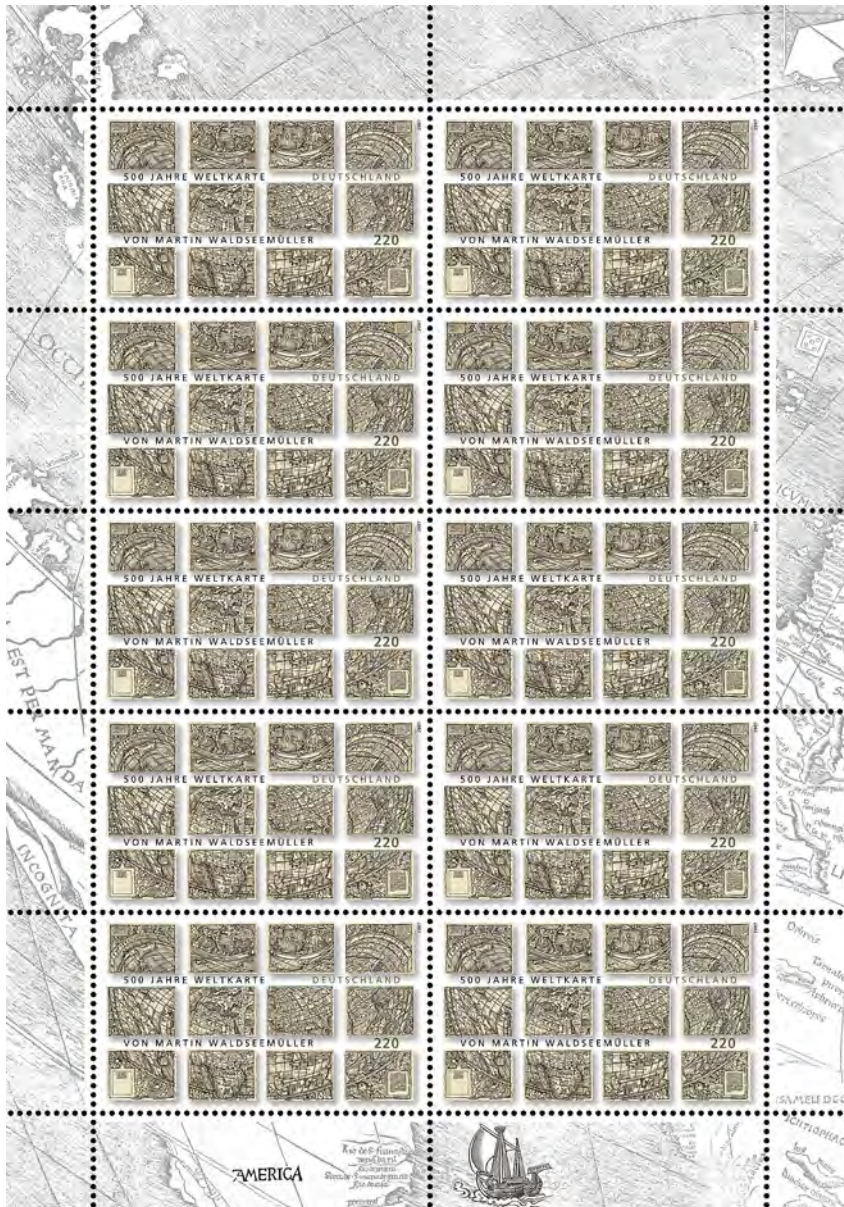 500 JAHRE WELTKARTE DEUTSCHLAND
VON MARTIN WALDSEEMÜLLER 220
500 JAHRE WELTKARTE DEUTSCHLAND
VON MARTIN WALDSEEMÜLLER 220
OCCI
500 JAHRE WELTKARTE DEUTSCHLAND
VON MARTIN WALDSEEMÜLLER 220
500 JAHRE WELTKARTE DEUTSCHLAND
VON MARTIN WALDSEEMÜLLER 220
ICVM
500 JAHRE WELTKARTE DEUTSCHLAND
VON MARTIN WALDSEEMÜLLER 220
500 JAHRE WELTKARTE DEUTSCHLAND
VON MARTIN WALDSEEMÜLLER 220
EST PER MANDA
500 JAHRE WELTKARTE DEUTSCHLAND
VON MARTIN WALDSEEMÜLLER 220
500 JAHRE WELTKARTE DEUTSCHLAND
VON MARTIN WALDSEEMÜLLER 220
LI
INCOGNITA
500 JAHRE WELTKARTE DEUTSCHLAND
VON MARTIN WALDSEEMÜLLER 220
500 JAHRE WELTKARTE DEUTSCHLAND
VON MARTIN WALDSEEMÜLLER 220
AMERICA
ICHTIOPHAG